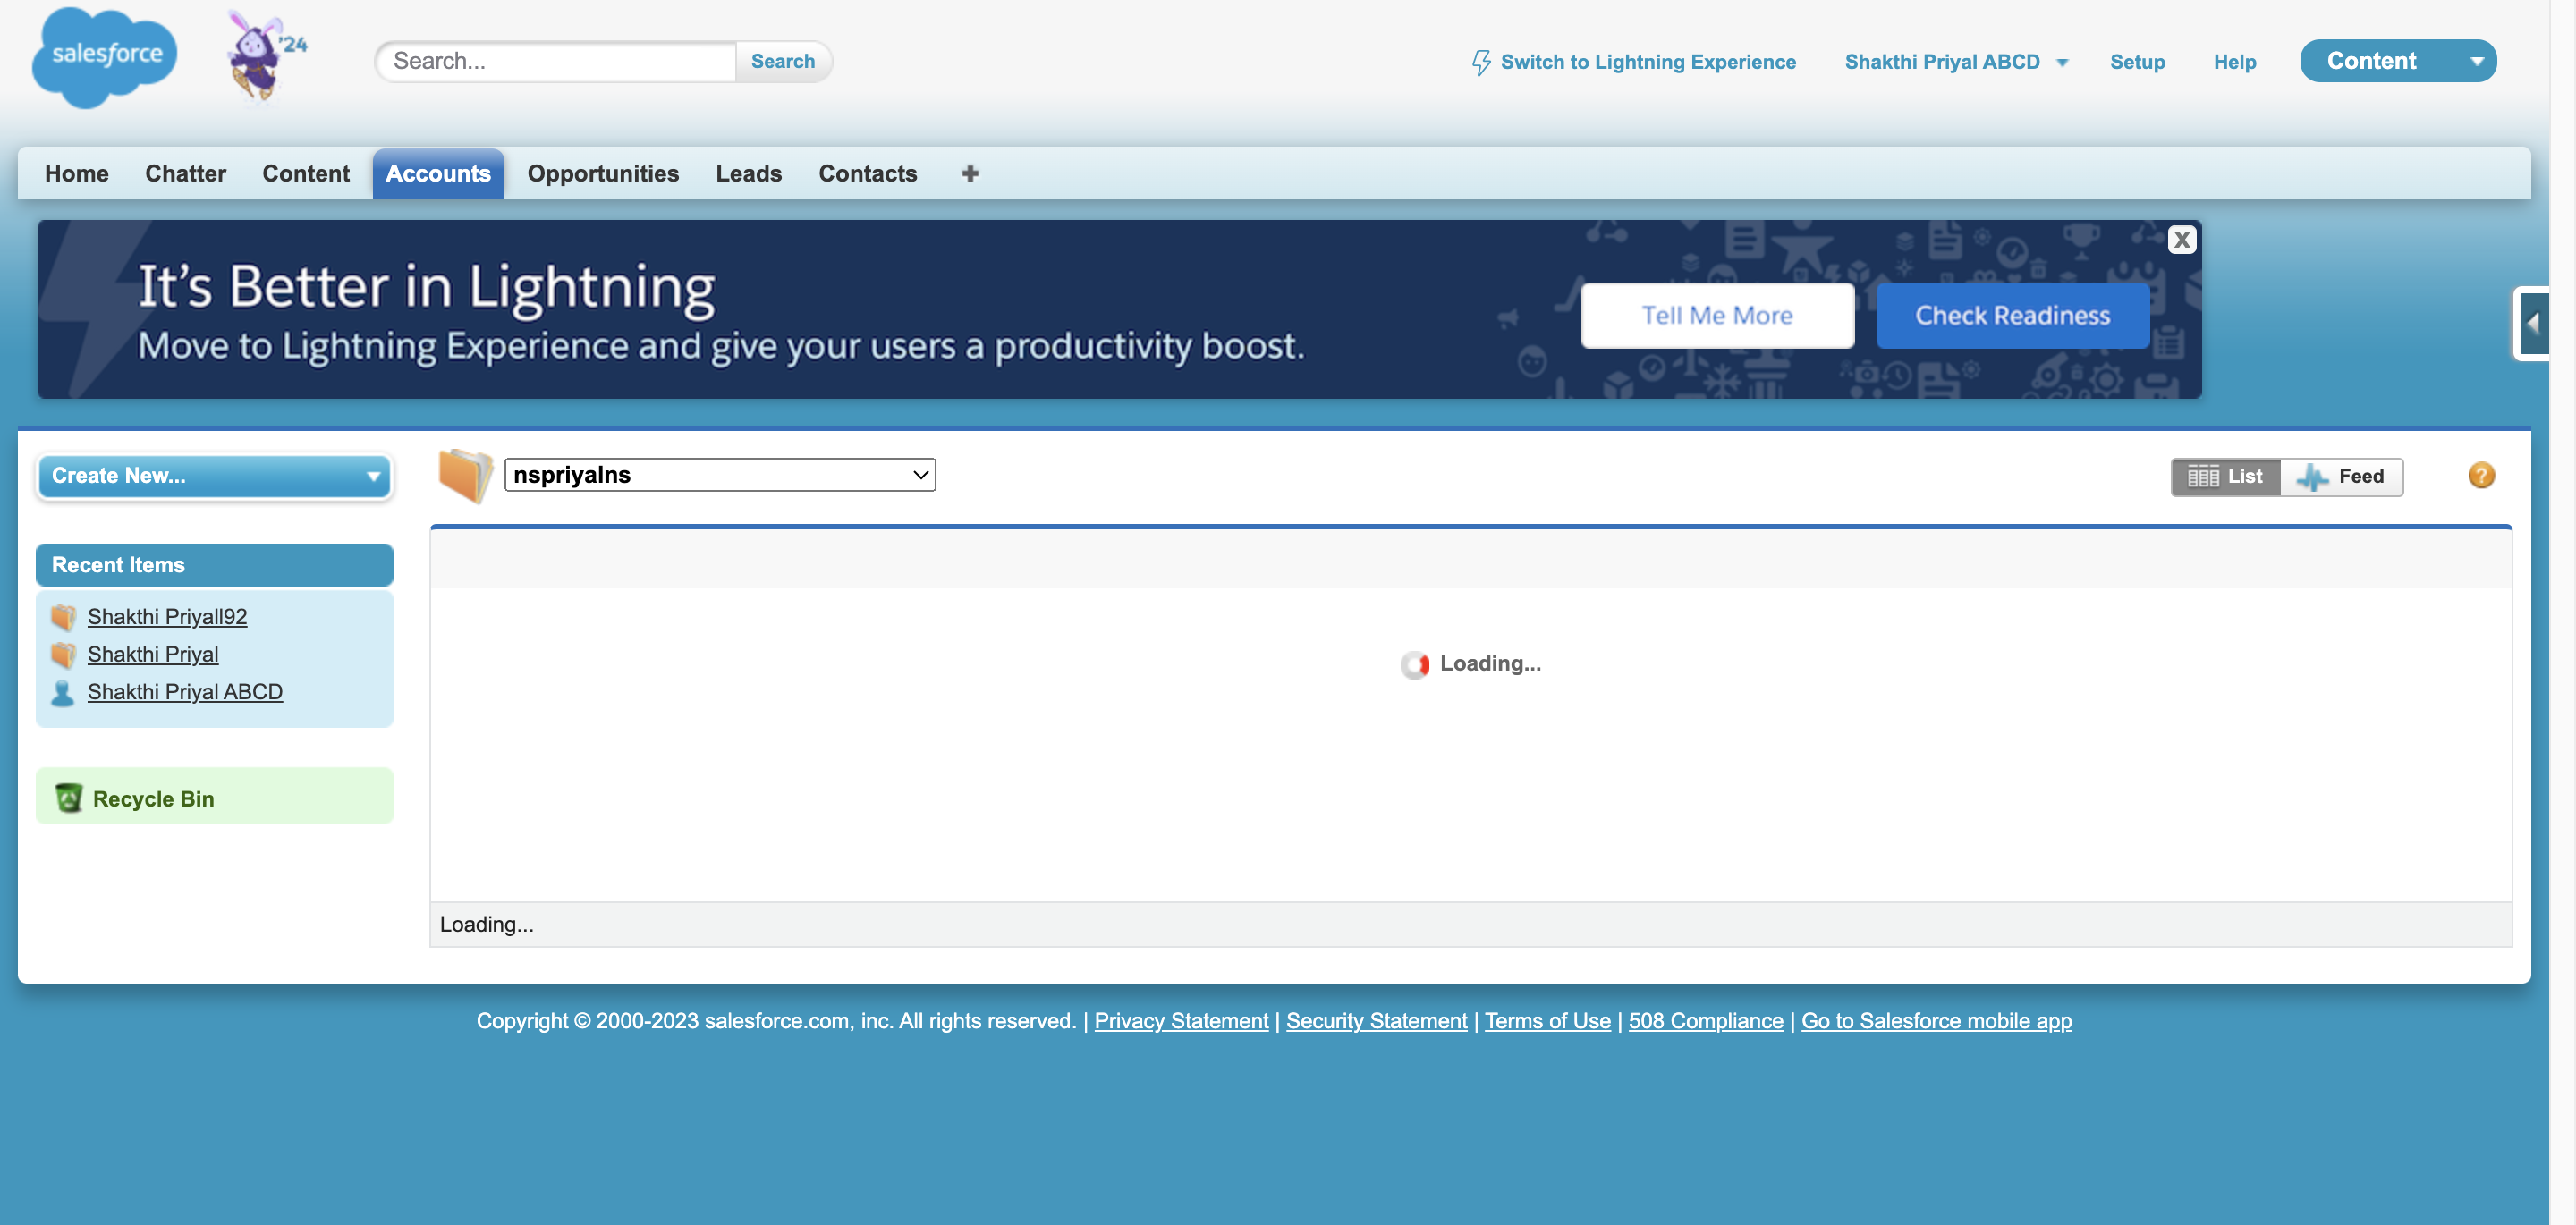 salesforce
'24
Search...
Search
Switch to Lightning Experience
Shakthi Priyal ABCD
Setup
Help
Content
Home
Chatter
Content
Accounts
Opportunities
Leads
Contacts
It's Better in Lightning
Move to Lightning Experience and give your users a productivity boost.
Tell Me More
Check Readiness
X
Create New...
nspriyalns
List
Feed
?
Recent Items
Shakthi Priyall92
Shakthi Priyal
Shakthi Priyal ABCD
Recycle Bin
Loading...
Loading...
Copyright © 2000-2023 salesforce.com, inc. All rights reserved. | Privacy Statement | Security Statement | Terms of Use | 508 Compliance | Go to Salesforce mobile app